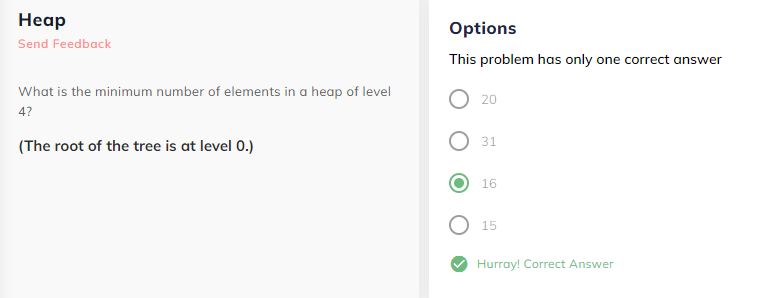 Heap
Send Feedback
What is the minimum number of elements in a heap of level
4?
(The root of the tree is at level 0.)
Options
This problem has only one correct answer
20
31
16
15
Hurray! Correct Answer